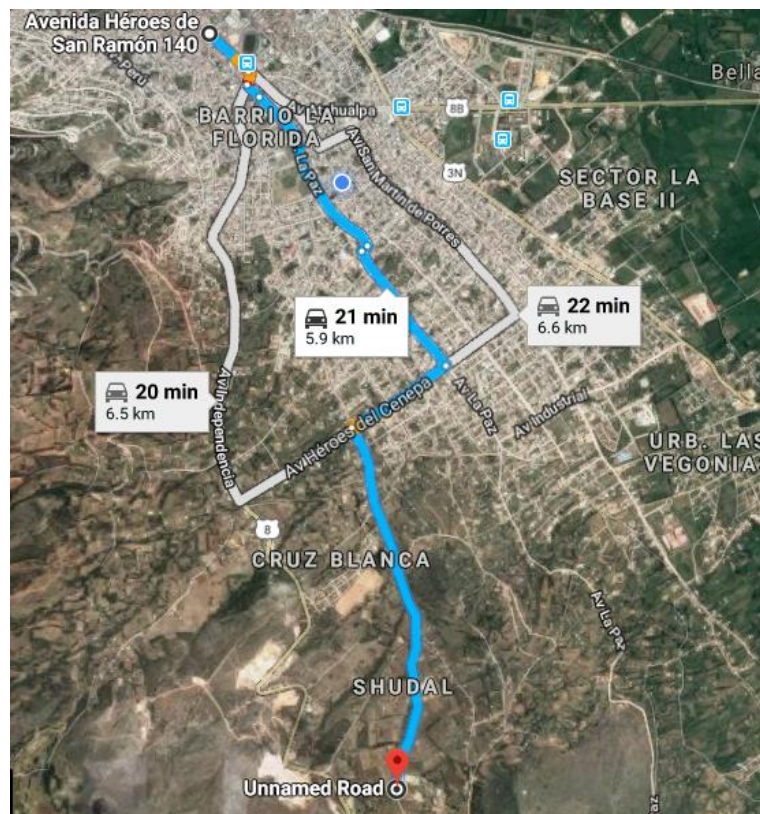 Avenida Héroes de
San Ramón 140
Perú
Bella
8B
Av Atahualpa
BARRIO LA
FLORIDA
La Paz
Av San Martín de Porres
3N
SECTOR LA
BASE II
21 min
5.9 km
22 min
6.6 km
20 min
6.5 km
Av Independencia
Av Héroes del Cenepa
Av La Paz
Av Industrial
URB. LAS
VEGONIA
8
CRUZ BLANCA
Av La Paz
SHUDAL
Unnamed Road
az